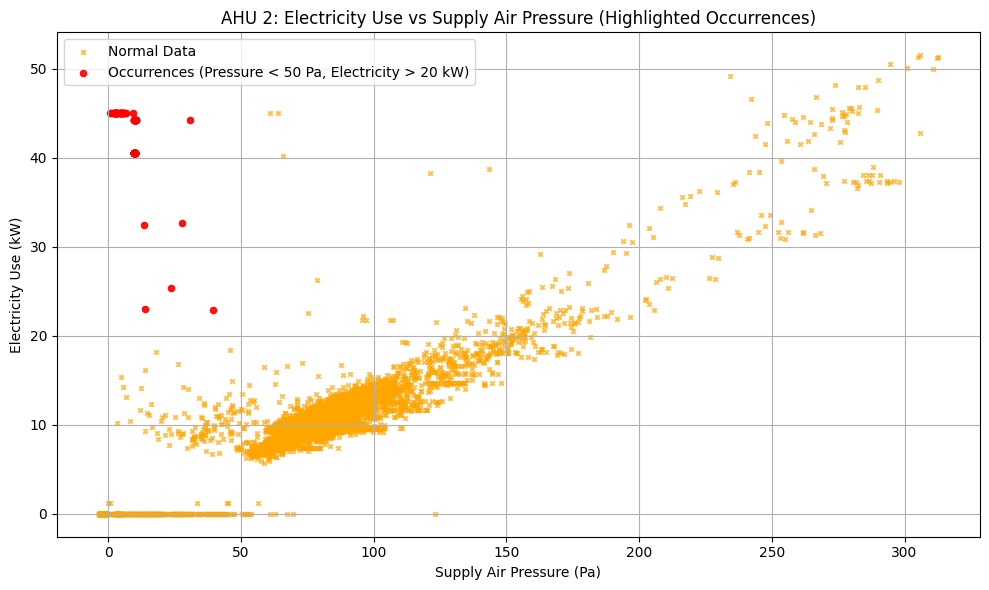 AHU 2: Electricity Use vs Supply Air Pressure (Highlighted Occurrences)
Normal Data
Occurrences (Pressure < 50 Pa, Electricity > 20 kW)
Electricity Use (kW)
50
40
30
20
10
0
0 50 100 150 200 250 300
Supply Air Pressure (Pa)